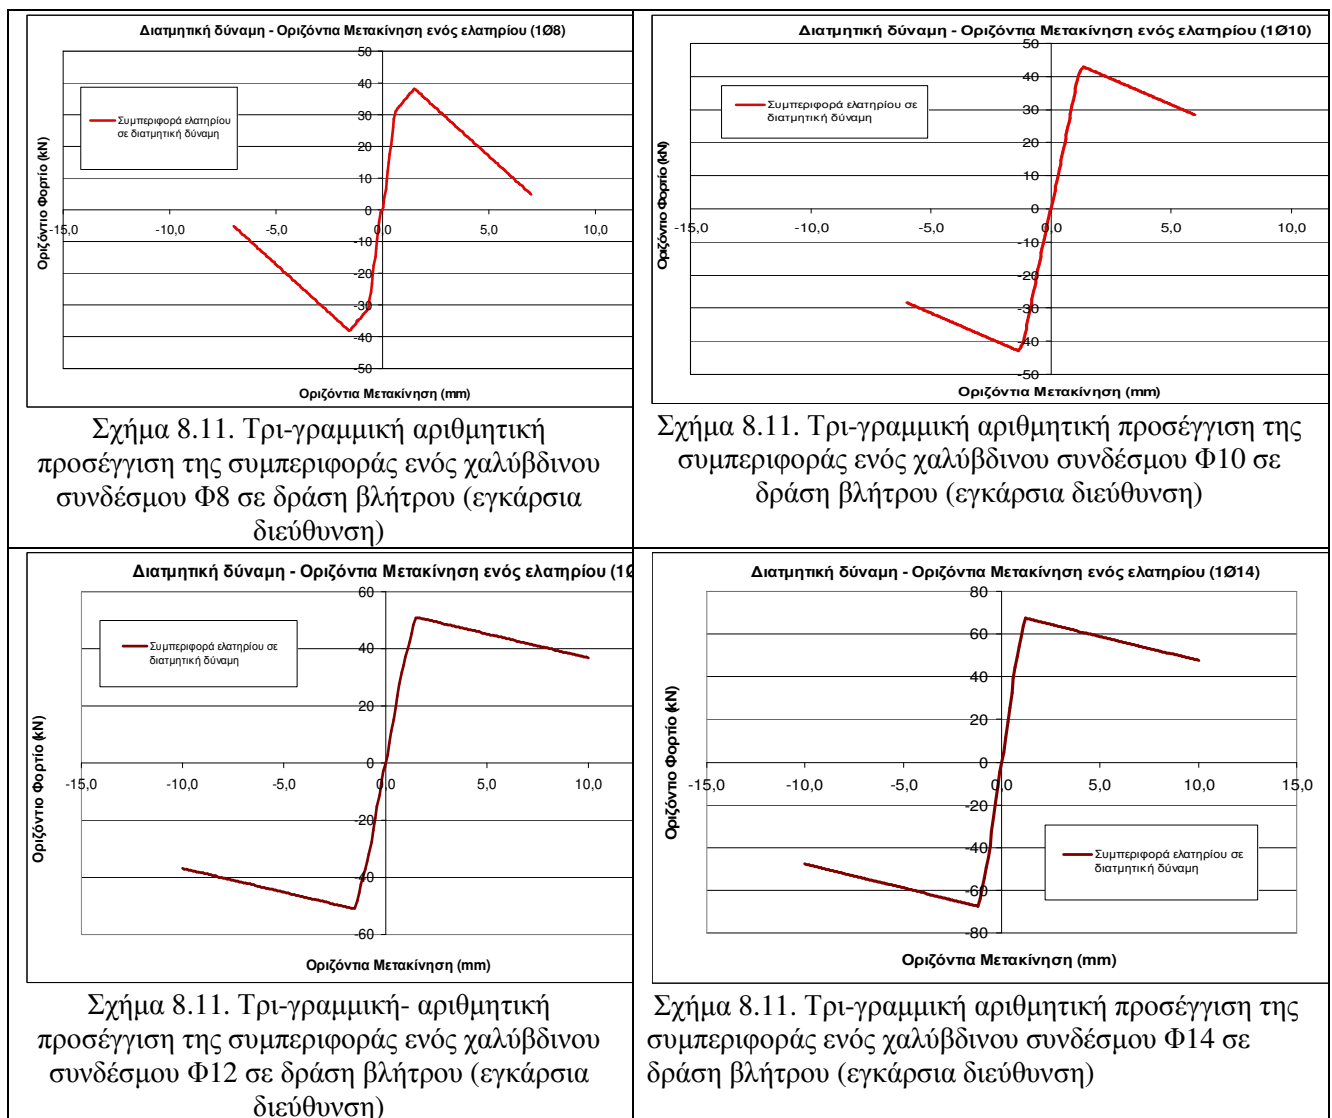 Διατμητική δύναμη - Οριζόντια Μετακίνηση ενός ελατηρίου (1Ø8)
50
40
30
20
10
0
-10
-20
-30
-40
-50
-15,0
-10,0
-5,0
0,0
5,0
10,0
Συμπεριφορά ελατηρίου
σε διατμητική δύναμη
Οριζόντιο Φορτίο (kN)
Οριζόντια Μετακίνηση (mm)
Σχήμα 8.11. Τρι-γραμμική αριθμητική
προσέγγιση της συμπεριφοράς ενός χαλύβδινου
συνδέσμου Φ8 σε δράση βλήτρου (εγκάρσια
διεύθυνση)
Διατμητική δύναμη - Οριζόντια Μετακίνηση ενός ελατηρίου (1Ø10)
50
40
30
20
10
0
-10
-20
-30
-40
-50
-15,0
-10,0
-5,0
0,0
5,0
10,0
Συμπεριφορά ελατηρίου σε
διατμητική δύναμη
Οριζόντιο Φορτίο (kN)
Οριζόντια Μετακίνηση (mm)
Σχήμα 8.11. Τρι-γραμμική αριθμητική προσέγγιση της
συμπεριφοράς ενός χαλύβδινου συνδέσμου Φ10 σε
δράση βλήτρου (εγκάρσια διεύθυνση)
Διατμητική δύναμη - Οριζόντια Μετακίνηση ενός ελατηρίου (1Ø
60
40
20
0
-20
-40
-60
-15,0
-10,0
-5,0
0,0
5,0
10,0
Συμπεριφορά ελατηρίου σε
διατμητική δύναμη
Οριζόντιο Φορτίο (kN)
Οριζόντια Μετακίνηση (mm)
Σχήμα 8.11. Τρι-γραμμική- αριθμητική
προσέγγιση της συμπεριφοράς ενός χαλύβδινου
συνδέσμου Φ12 σε δράση βλήτρου (εγκάρσια
διεύθυνση)
Διατμητική δύναμη - Οριζόντια Μετακίνηση ενός ελατηρίου (1Ø14)
80
60
40
20
0
-20
-40
-60
-80
-15,0
-10,0
-5,0
0,0
5,0
10,0
15,0
Συμπεριφορά ελατηρίου σε
διατμητική δύναμη
Οριζόντιο Φορτίο (kN)
Οριζόντια Μετακίνηση (mm)
Σχήμα 8.11. Τρι-γραμμική αριθμητική προσέγγιση της
συμπεριφοράς ενός χαλύβδινου συνδέσμου Φ14 σε
δράση βλήτρου (εγκάρσια διεύθυνση)